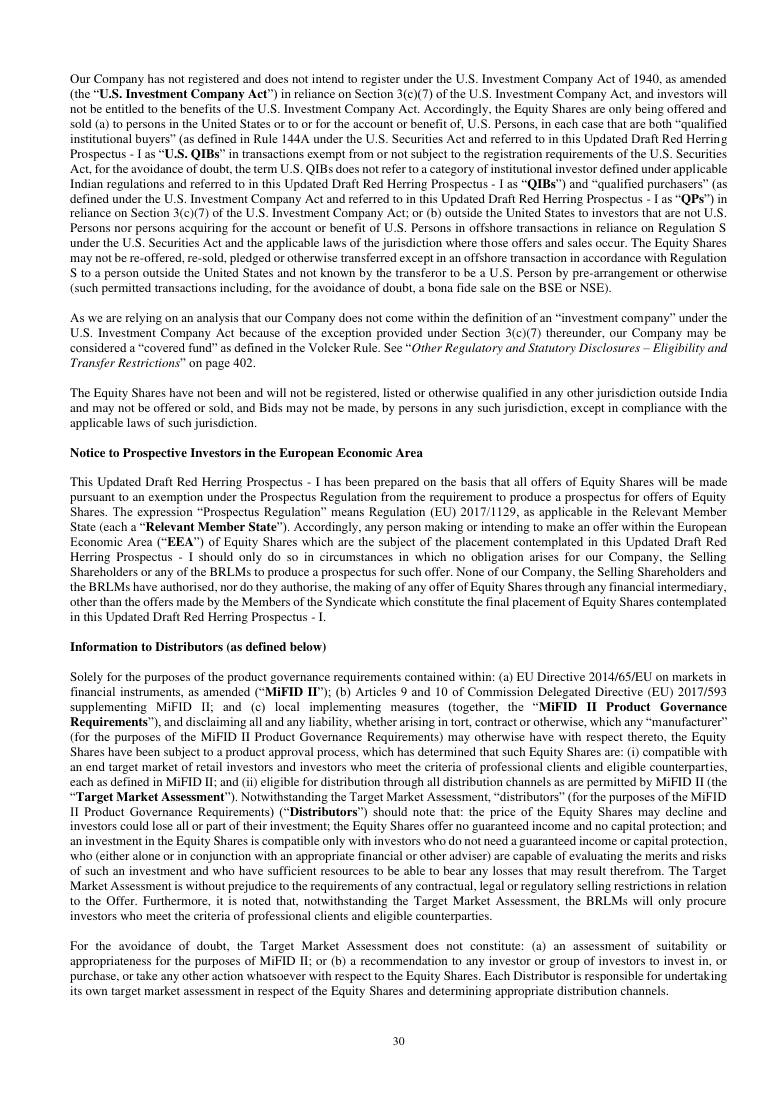 Our Company has not registered and does not intend to register under the U.S. Investment Company Act of 1940, as amended
(the “U.S. Investment Company Act”) in reliance on Section 3(c)(7) of the U.S. Investment Company Act, and investors will
not be entitled to the benefits of the U.S. Investment Company Act. Accordingly, the Equity Shares are only being offered and
sold (a) to persons in the United States or to or for the account or benefit of, U.S. Persons, in each case that are both “qualified
institutional buyers” (as defined in Rule 144A under the U.S. Securities Act and referred to in this Updated Draft Red Herring
Prospectus - I as “U.S. QIBs” in transactions exempt from or not subject to the registration requirements of the U.S. Securities
Act, for the avoidance of doubt, the term U.S. QIBs does not refer to a category of institutional investor defined under applicable
Indian regulations and referred to in this Updated Draft Red Herring Prospectus - I as “QIBs”) and “qualified purchasers” (as
defined under the U.S. Investment Company Act and referred to in this Updated Draft Red Herring Prospectus - I as “QPs”) in
reliance on Section 3(c)(7) of the U.S. Investment Company Act; or (b) outside the United States to investors that are not U.S.
Persons nor persons acquiring for the account or benefit of U.S. Persons in offshore transactions in reliance on Regulation S
under the U.S. Securities Act and the applicable laws of the jurisdiction where those offers and sales occur. The Equity Shares
may not be re-offered, re-sold, pledged or otherwise transferred except in an offshore transaction in accordance with Regulation
S to a person outside the United States and not known by the transferor to be a U.S. Person by pre-arrangement or otherwise
(such permitted transactions including, for the avoidance of doubt, a bona fide sale on the BSE or NSE).
As we are relying on an analysis that our Company does not come within the definition of an “investment company” under the
U.S. Investment Company Act because of the exception provided under Section 3(c)(7) thereunder, our Company may be
considered a “covered fund” as defined in the Volcker Rule. See “Other Regulatory and Statutory Disclosures – Eligibility and
Transfer Restrictions” on page 402.
The Equity Shares have not been and will not be registered, listed or otherwise qualified in any other jurisdiction outside India
and may not be offered or sold, and Bids may not be made, by persons in any such jurisdiction, except in compliance with the
applicable laws of such jurisdiction.
Notice to Prospective Investors in the European Economic Area
This Updated Draft Red Herring Prospectus - I has been prepared on the basis that all offers of Equity Shares will be made
pursuant to an exemption under the Prospectus Regulation from the requirement to produce a prospectus for offers of Equity
Shares. The expression “Prospectus Regulation” means Regulation (EU) 2017/1129, as applicable in the Relevant Member
State (each a “Relevant Member State”). Accordingly, any person making or intending to make an offer within the European
Economic Area (“EEA”) of Equity Shares which are the subject of the placement contemplated in this Updated Draft Red
Herring Prospectus - I should only do so in circumstances in which no obligation arises for our Company, the Selling
Shareholders or any of the BRLMs to produce a prospectus for such offer. None of our Company, the Selling Shareholders and
the BRLMs have authorised, nor do they authorise, the making of any offer of Equity Shares through any financial intermediary,
other than the offers made by the Members of the Syndicate which constitute the final placement of Equity Shares contemplated
in this Updated Draft Red Herring Prospectus - I.
Information to Distributors (as defined below)
Solely for the purposes of the product governance requirements contained within: (a) EU Directive 2014/65/EU on markets in
financial instruments, as amended (“MiFID II”); (b) Articles 9 and 10 of Commission Delegated Directive (EU) 2017/593
supplementing MiFID II; and (c) local implementing measures (together, the “MiFID II Product Governance
Requirements”), and disclaiming all and any liability, whether arising in tort, contract or otherwise, which any “manufacturer”
(for the purposes of the MiFID II Product Governance Requirements) may otherwise have with respect thereto, the Equity
Shares have been subject to a product approval process, which has determined that such Equity Shares are: (i) compatible with
an end target market of retail investors and investors who meet the criteria of professional clients and eligible counterparties,
each as defined in MiFID II; and (ii) eligible for distribution through all distribution channels as are permitted by MiFID II (the
“Target Market Assessment”). Notwithstanding the Target Market Assessment, “distributors” (for the purposes of the MiFID
II Product Governance Requirements) (“Distributors”) should note that: the price of the Equity Shares may decline and
investors could lose all or part of their investment; the Equity Shares offer no guaranteed income and no capital protection; and
an investment in the Equity Shares is compatible only with investors who do not need a guaranteed income or capital protection,
who (either alone or in conjunction with an appropriate financial or other adviser) are capable of evaluating the merits and risks
of such an investment and who have sufficient resources to be able to bear any losses that may result therefrom. The Target
Market Assessment is without prejudice to the requirements of any contractual, legal or regulatory selling restrictions in relation
to the Offer. Furthermore, it is noted that, notwithstanding the Target Market Assessment, the BRLMs will only procure
investors who meet the criteria of professional clients and eligible counterparties.
For the avoidance of doubt, the Target Market Assessment does not constitute: (a) an assessment of suitability or
appropriateness for the purposes of MiFID II; or (b) a recommendation to any investor or group of investors to invest in, or
purchase, or take any other action whatsoever with respect to the Equity Shares. Each Distributor is responsible for undertaking
its own target market assessment in respect of the Equity Shares and determining appropriate distribution channels.
30